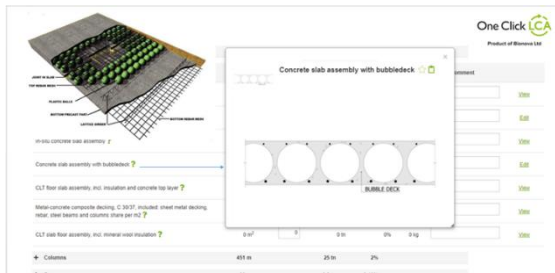 One Click LCA
Product of Bionova Ltd
Concrete slab assembly with bubbledeck
JOINT IN SLAB
TOP REBAR MESH
PLASTIC BALLS
BOTTOM PRECAST PART
LATTICE GIRDER
BOTTOM REBAR MESH
BUBBLE DECK
View
Edit
In-situ concrete slab assembly ?
View
Concrete slab assembly with bubbledeck ?
Edit
CLT floor slab assembly, incl. insulation and concrete top layer ?
View
Metal-concrete composite decking, C 30/37, included: sheet metal decking,
rebar, steel beams and columns share per m2 ?
View
CLT slab floor assembly, incl. mineral wool insulation ?
0 m²
0
0 tn
0%
0 kg
View
+ Columns
451 m
25 tn
2%